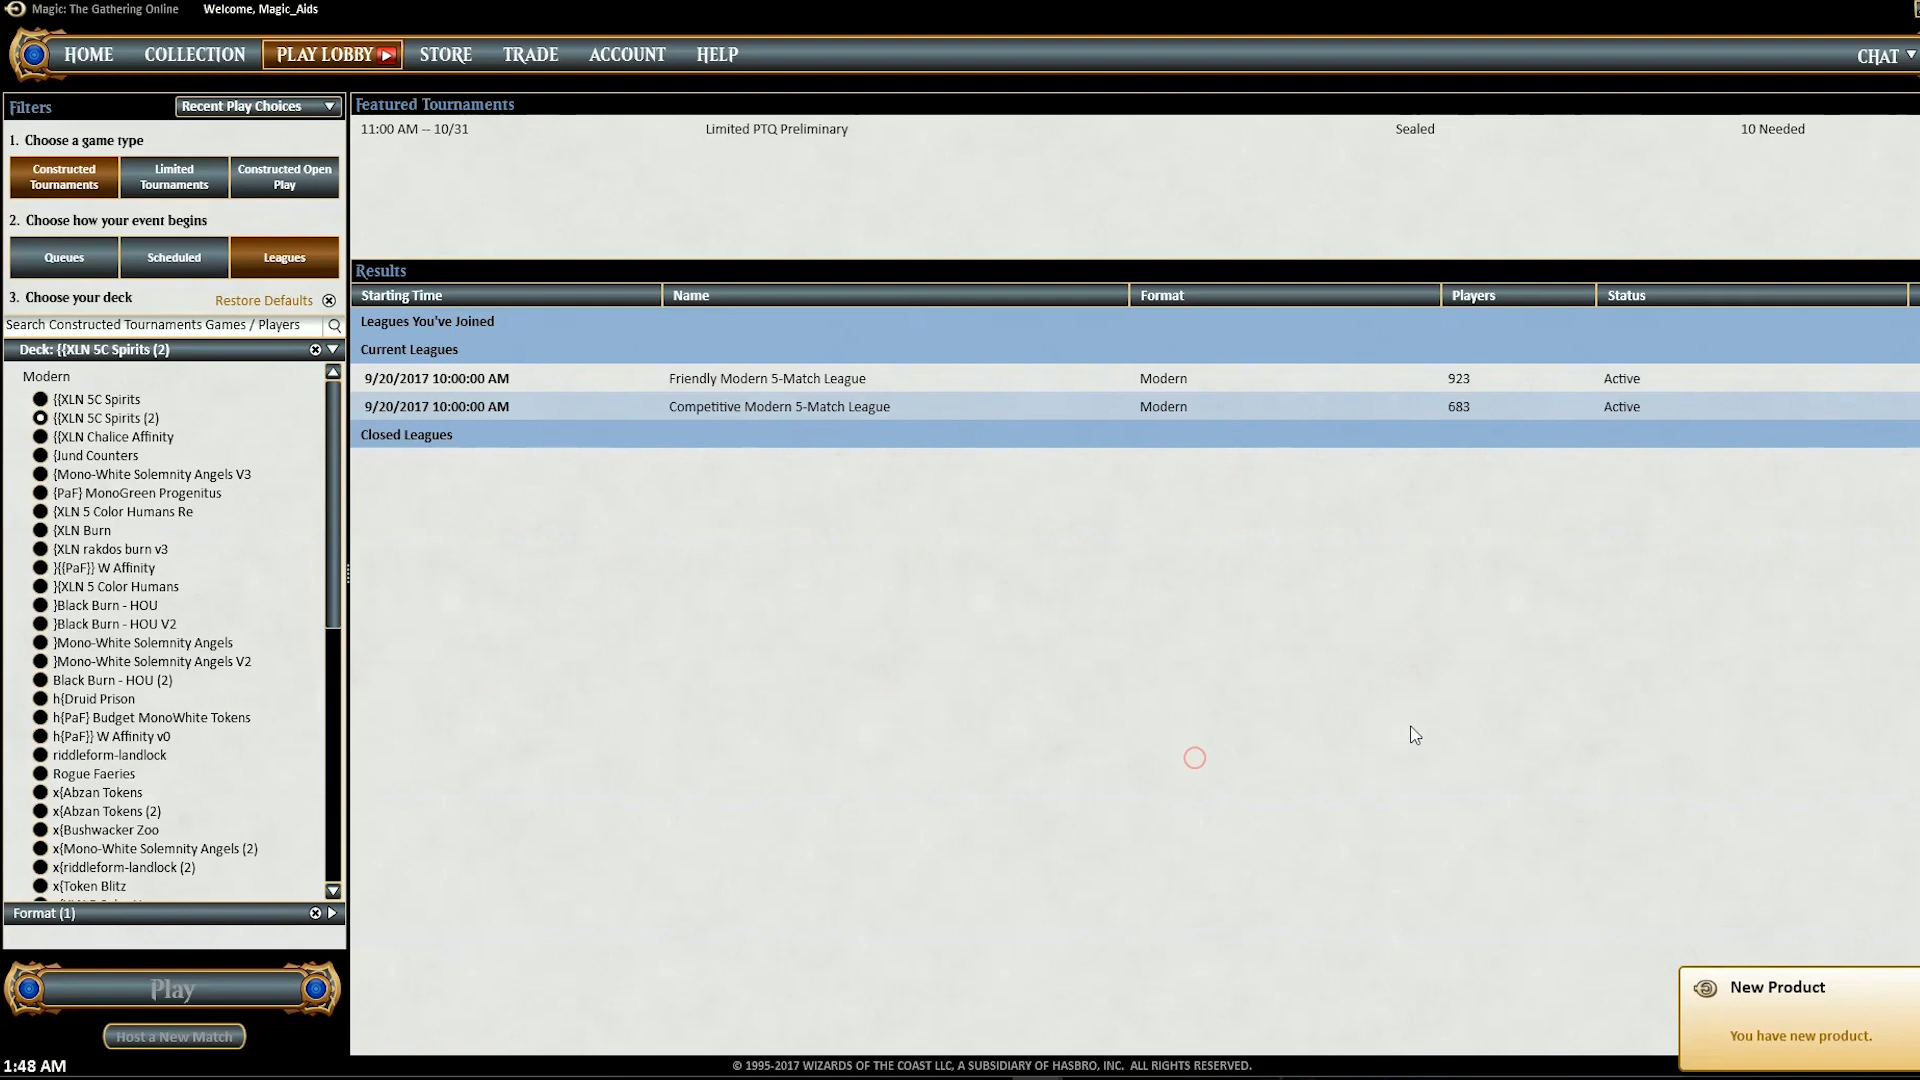 Magic: The Gathering Online
Welcome, Magic_Aids
HOME
COLLECTION
PLAY LOBBY
STORE
TRADE
ACCOUNT
HELP
CHAT
Filters
Recent Play Choices
1. Choose a game type
Constructed Tournaments
Limited Tournaments
Constructed Open Play
2. Choose how your event begins
Queues
Scheduled
Leagues
3. Choose your deck
Restore Defaults
Search Constructed Tournaments Games / Players
Deck: {{XLN 5C Spirits (2)
Modern
{{XLN 5C Spirits
{{XLN 5C Spirits (2)
{{XLN Chalice Affinity
{Jund Counters
{Mono-White Solemnity Angels V3
{PaF} MonoGreen Progenitus
{XLN 5 Color Humans Re
{XLN Burn
{XLN rakdos burn v3
}{{PaF}} W Affinity
}{XLN 5 Color Humans
}Black Burn - HOU
}Black Burn - HOU V2
}Mono-White Solemnity Angels
}Mono-White Solemnity Angels V2
Black Burn - HOU (2)
h{Druid Prison
h{PaF} Budget MonoWhite Tokens
h{PaF}} W Affinity v0
riddleform-landlock
Rogue Faeries
x{Abzan Tokens
x{Abzan Tokens (2)
x{Bushwacker Zoo
x{Mono-White Solemnity Angels (2)
x{riddleform-landlock (2)
x{Token Blitz
Format (1)
Play
Host a New Match
1:48 AM
Featured Tournaments
11:00 AM -- 10/31 Limited PTQ Preliminary Sealed 10 Needed
Results
Starting Time Name Format Players Status
Leagues You've Joined
Current Leagues
9/20/2017 10:00:00 AM Friendly Modern 5-Match League Modern 923 Active
9/20/2017 10:00:00 AM Competitive Modern 5-Match League Modern 683 Active
Closed Leagues
New Product
You have new product.
© 1995-2017 WIZARDS OF THE COAST LLC, A SUBSIDIARY OF HASBRO, INC. ALL RIGHTS RESERVED.